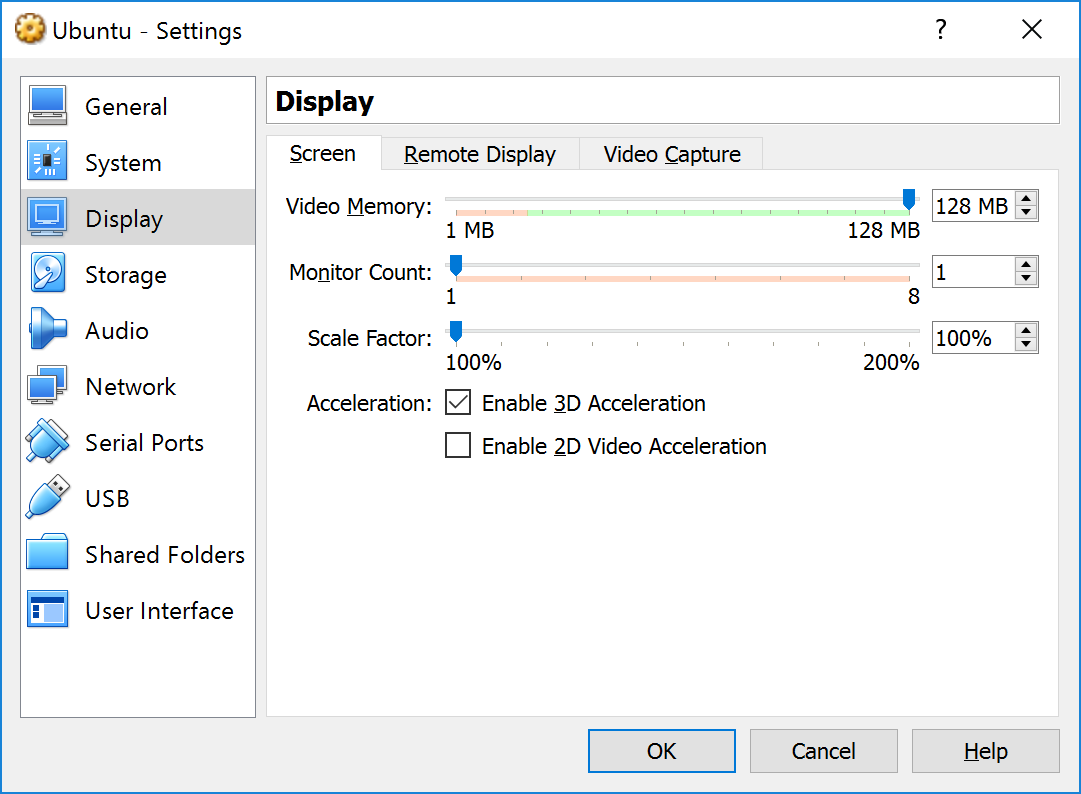 Ubuntu - Settings
?
General
System
Display
Storage
Audio
Network
Serial Ports
USB
Shared Folders
User Interface
Display
Screen Remote Display Video Capture
Video Memory: 128 MB
1 MB 128 MB
Monitor Count: 1
1 8
Scale Factor: 100%
100% 200%
Acceleration: Enable 3D Acceleration
Enable 2D Video Acceleration
OK Cancel Help